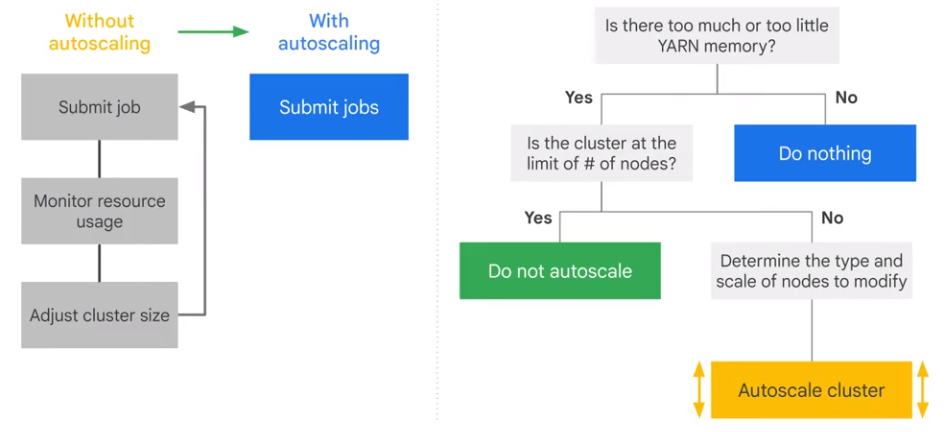 Without
autoscaling
With
autoscaling
Submit job
Submit jobs
Monitor resource
usage
Adjust cluster size
Is there too much or too little
YARN memory?
Yes
No
Is the cluster at the
limit of # of nodes?
Do nothing
Yes
No
Do not autoscale
Determine the type and
scale of nodes to modify
Autoscale cluster